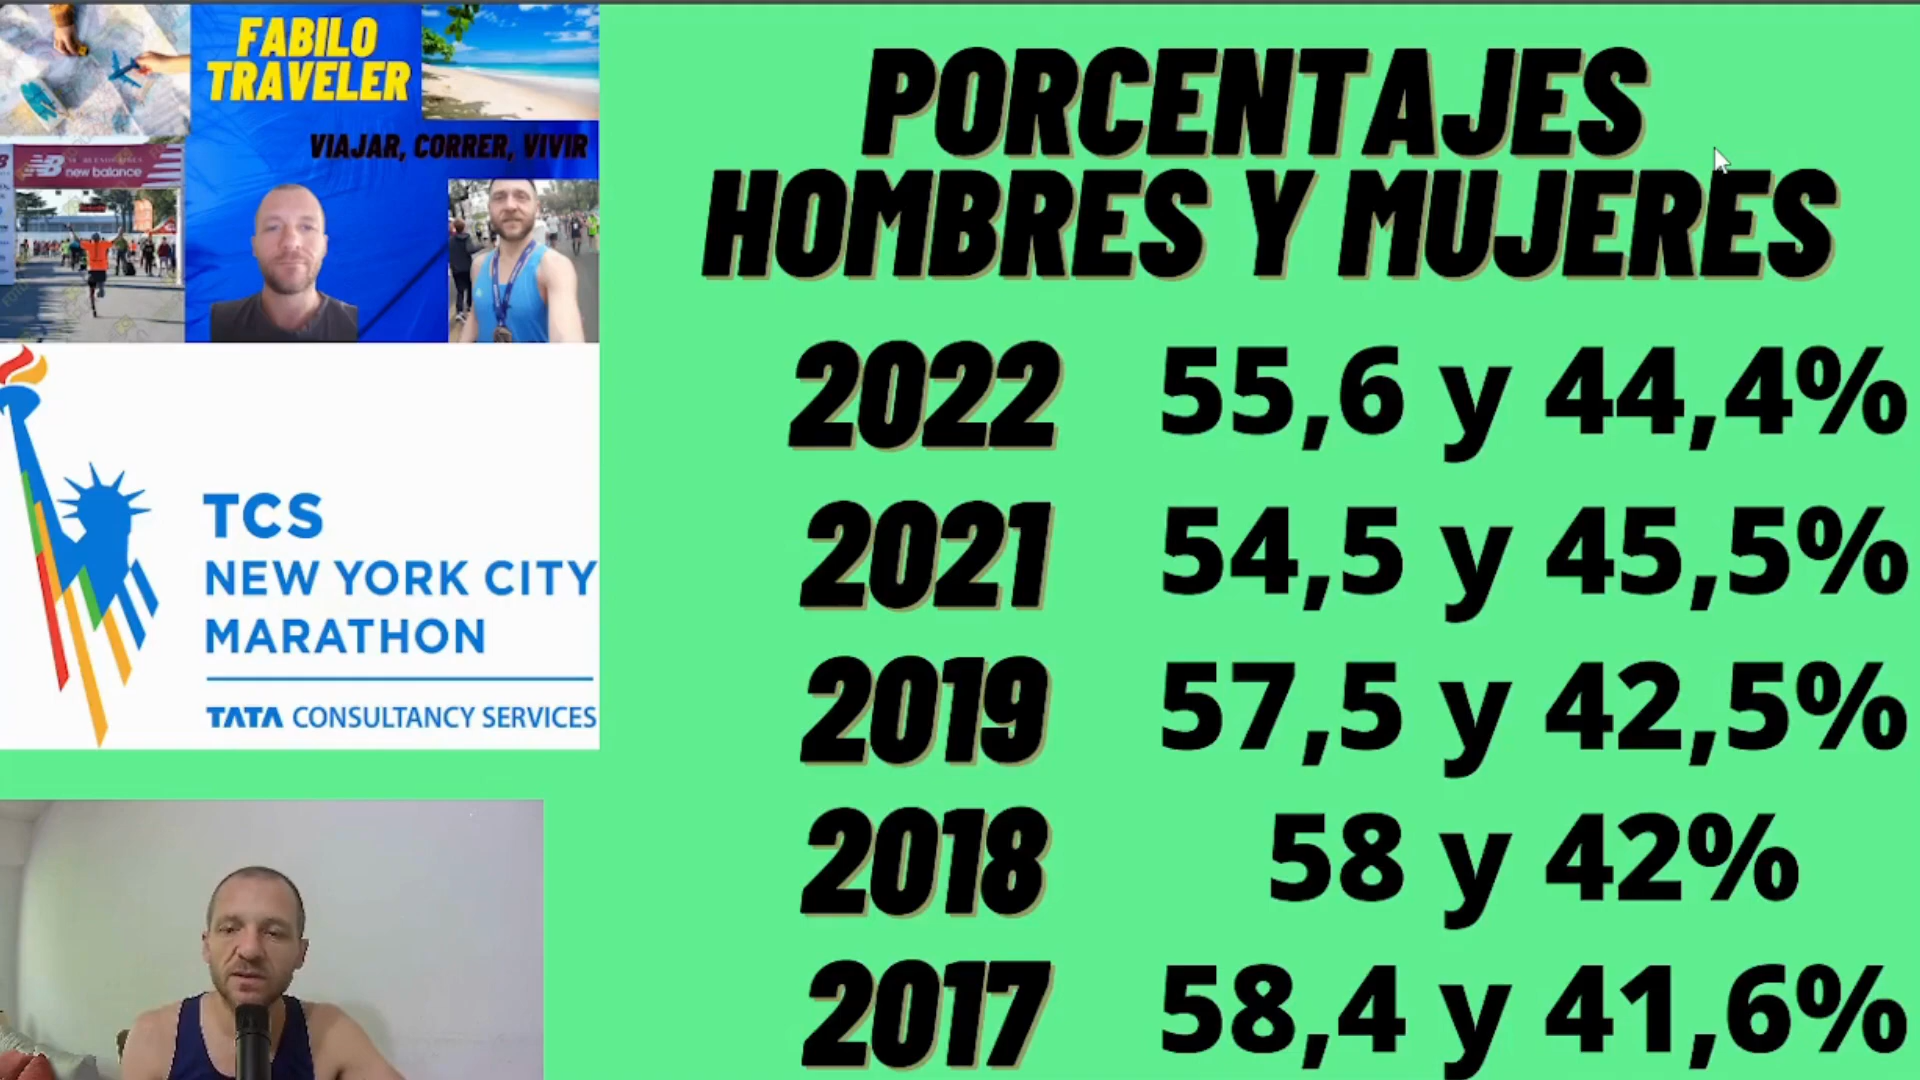 FABILO
TRAVELER
VIAJAR, CORRER, VIVIR
new balance
TCS
NEW YORK CITY
MARATHON
TATA CONSULTANCY SERVICES
PORCENTAJES
HOMBRES Y MUJERES
2022 55,6 y 44,4%
2021 54,5 y 45,5%
2019 57,5 y 42,5%
2018 58 y 42%
2017 58,4 y 41,6%